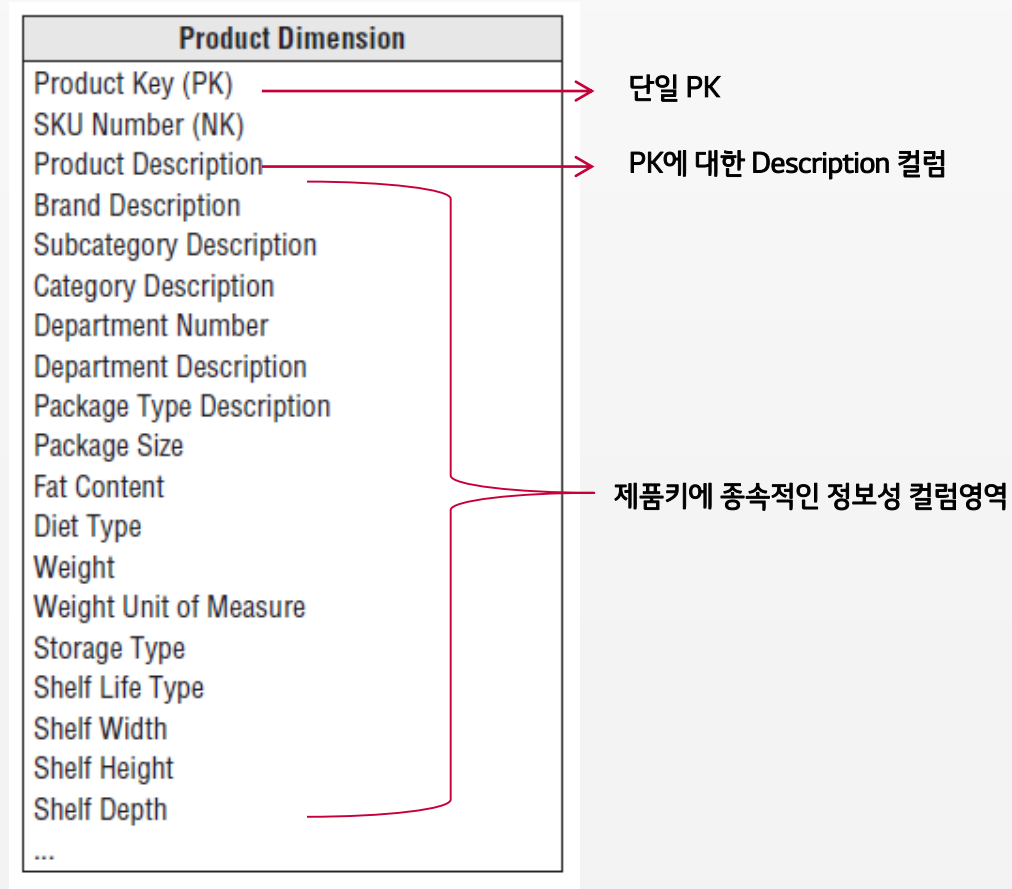 Product Dimension
Product Key (PK)
단일 PK
SKU Number (NK)
Product Description
PK에 대한 Description 컬럼
Brand Description
Subcategory Description
Category Description
Department Number
Department Description
Package Type Description
Package Size
Fat Content
제품키에 종속적인 정보성 컬럼영역
Diet Type
Weight
Weight Unit of Measure
Storage Type
Shelf Life Type
Shelf Width
Shelf Height
Shelf Depth
...